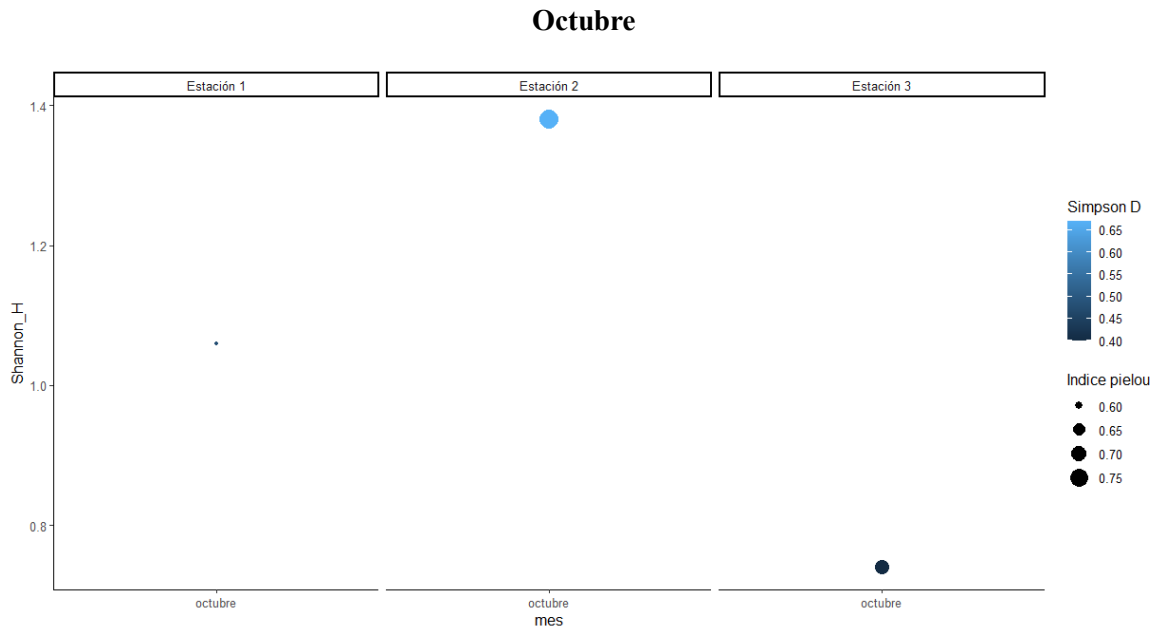 Octubre
Estación 1
Estación 2
Estación 3
1.4
1.2
1.0
0.8
Shannon_H
octubre
octubre
octubre
mes
Simpson D
0.65
0.60
0.55
0.50
0.45
0.40
Indice pielou
0.60
0.65
0.70
0.75